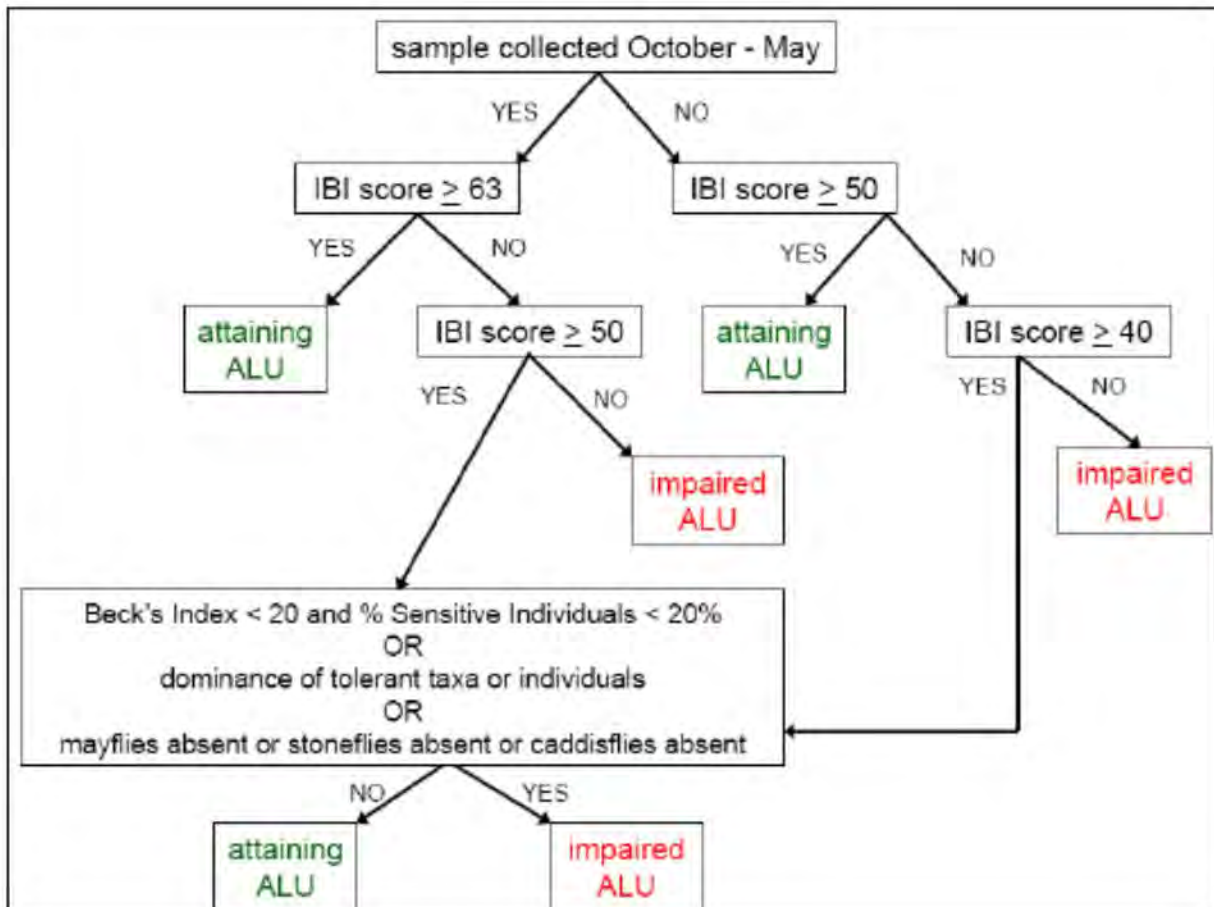 sample collected October - May
YES
NO
IBI score ≥ 63
IBI score ≥ 50
YES
NO
YES
NO
attaining
ALU
IBI score ≥ 50
attaining
ALU
IBI score ≥ 40
YES
NO
YES
NO
impaired
ALU
impaired
ALU
Beck's Index < 20 and % Sensitive Individuals < 20%
OR
dominance of tolerant taxa or individuals
OR
mayflies absent or stoneflies absent or caddisflies absent
NO
YES
attaining
ALU
impaired
ALU